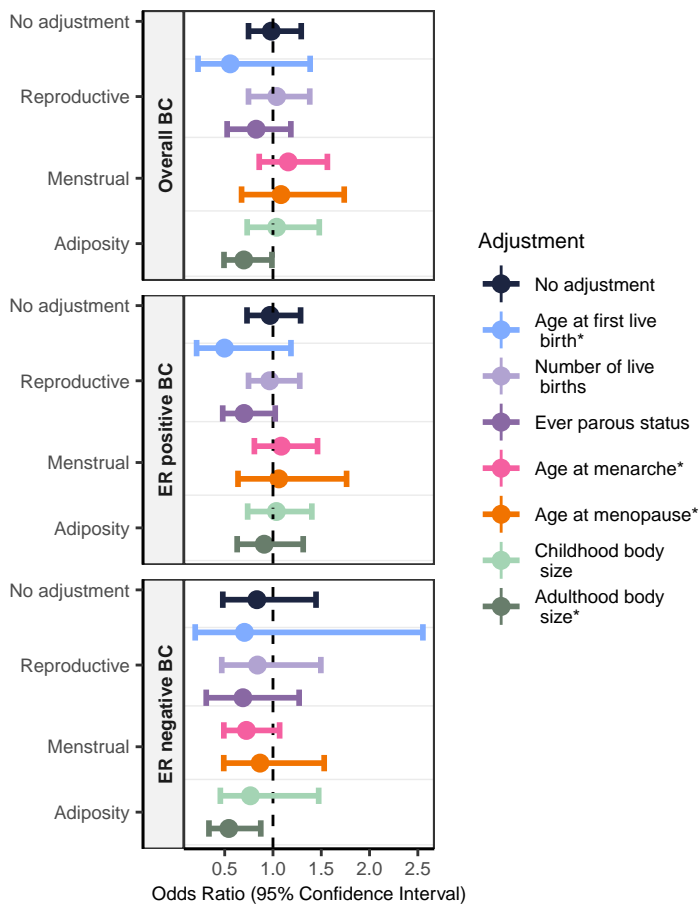 No adjustment
Reproductive
Menstrual
Adiposity
Overall BC
No adjustment
Reproductive
Menstrual
Adiposity
ER positive BC
No adjustment
Reproductive
Menstrual
Adiposity
ER negative BC
0.5 1.0 1.5 2.0 2.5
Odds Ratio (95% Confidence Interval)
Adjustment
No adjustment
Age at first live
birth*
Number of live
births
Ever parous status
Age at menarche*
Age at menopause*
Childhood body
size
Adulthood body
size*